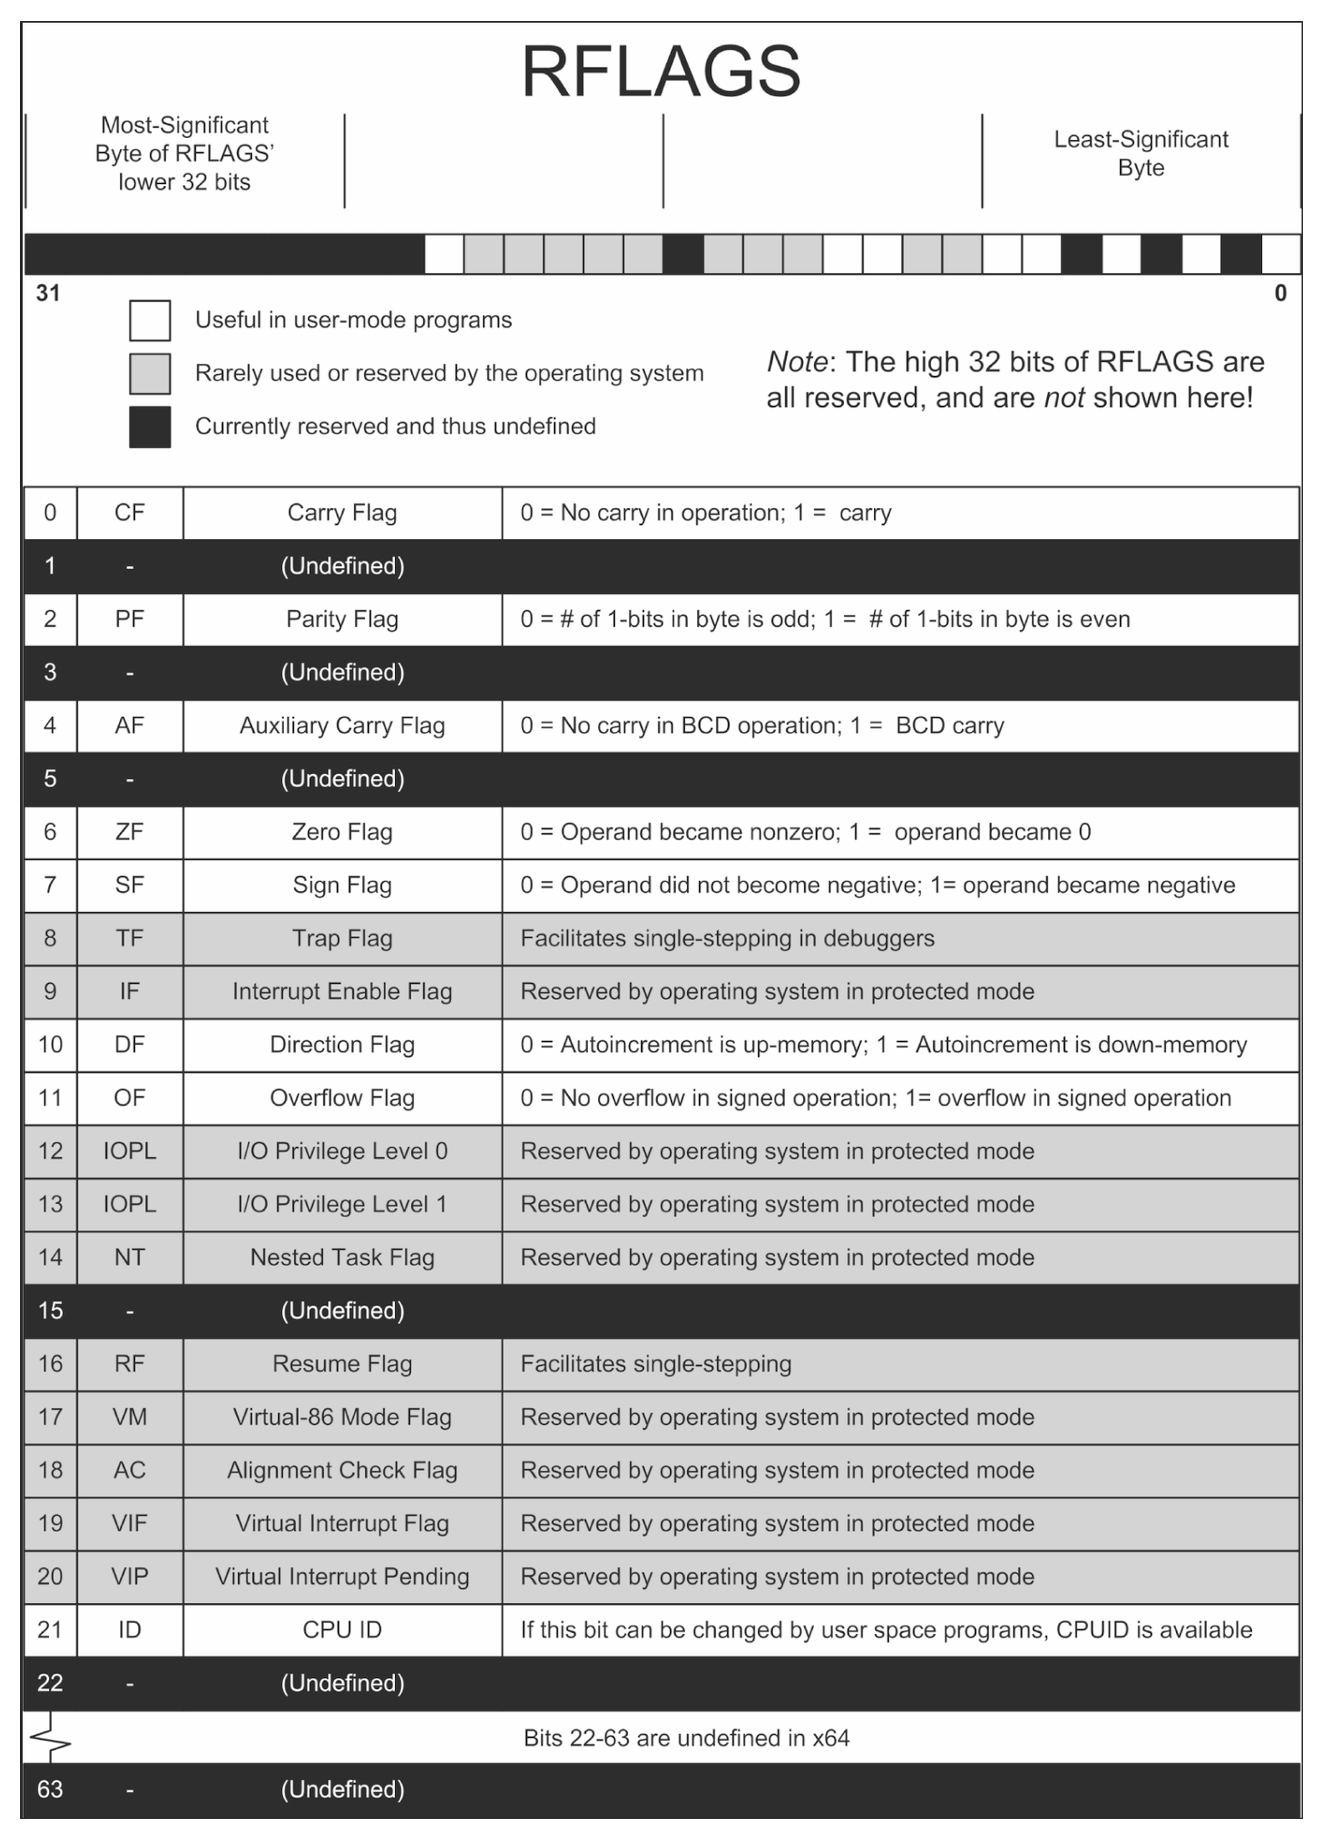 RFLAGS
Most-Significant
Byte of RFLAGS’
lower 32 bits
Least-Significant
Byte
31
0
Useful in user-mode programs
Rarely used or reserved by the operating system
Currently reserved and thus undefined
Note: The high 32 bits of RFLAGS are
all reserved, and are not shown here!
0 CF Carry Flag 0 = No carry in operation; 1 = carry
1 - (Undefined)
2 PF Parity Flag 0 = # of 1-bits in byte is odd; 1 = # of 1-bits in byte is even
3 - (Undefined)
4 AF Auxiliary Carry Flag 0 = No carry in BCD operation; 1 = BCD carry
5 - (Undefined)
6 ZF Zero Flag 0 = Operand became nonzero; 1 = operand became 0
7 SF Sign Flag 0 = Operand did not become negative; 1= operand became negative
8 TF Trap Flag Facilitates single-stepping in debuggers
9 IF Interrupt Enable Flag Reserved by operating system in protected mode
10 DF Direction Flag 0 = Autoincrement is up-memory; 1 = Autoincrement is down-memory
11 OF Overflow Flag 0 = No overflow in signed operation; 1= overflow in signed operation
12 IOPL I/O Privilege Level 0 Reserved by operating system in protected mode
13 IOPL I/O Privilege Level 1 Reserved by operating system in protected mode
14 NT Nested Task Flag Reserved by operating system in protected mode
15 - (Undefined)
16 RF Resume Flag Facilitates single-stepping
17 VM Virtual-86 Mode Flag Reserved by operating system in protected mode
18 AC Alignment Check Flag Reserved by operating system in protected mode
19 VIF Virtual Interrupt Flag Reserved by operating system in protected mode
20 VIP Virtual Interrupt Pending Reserved by operating system in protected mode
21 ID CPU ID If this bit can be changed by user space programs, CPUID is available
22 - (Undefined)
Bits 22-63 are undefined in x64
63 - (Undefined)